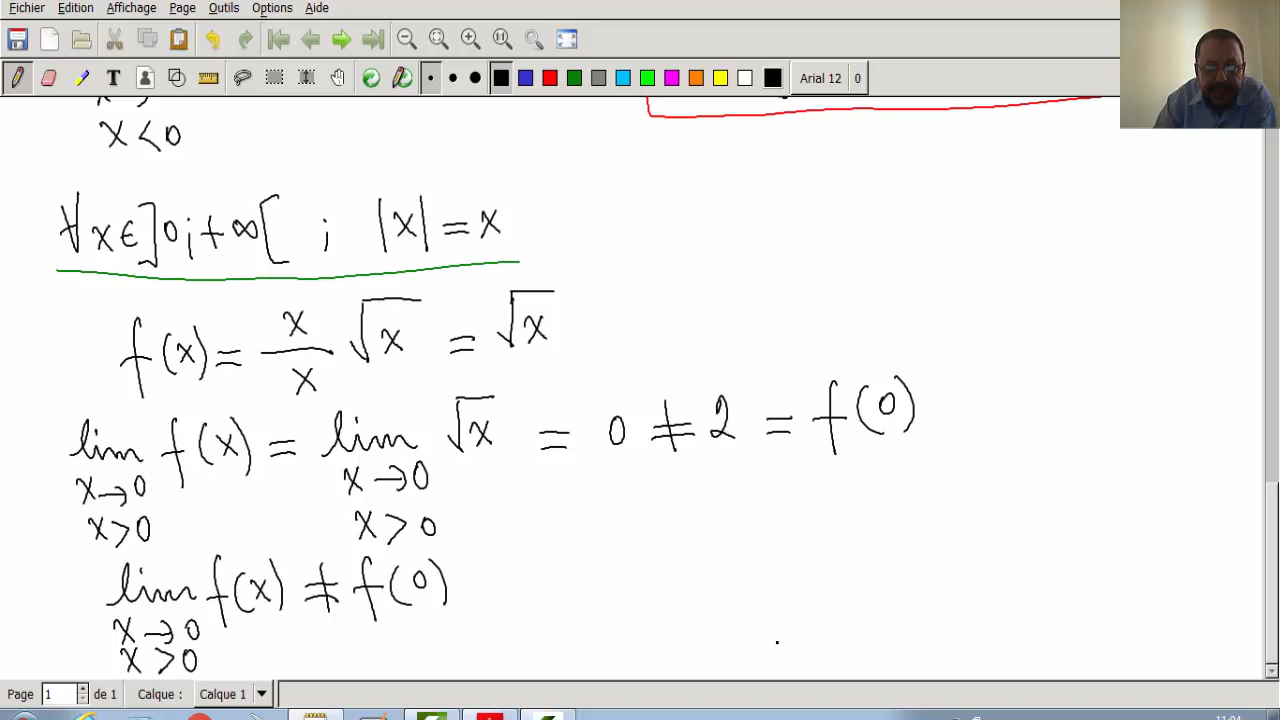 Fichier Edition Affichage Page Outils Options Aide
Arial 12 0
x < 0
∀x∈]0;+∞[ ; |x| = x
f(x) = x/x √x = √x
lim f(x) = lim √x = 0 ≠ 2 = f(0)
x→0 x→0
x>0 x>0
lim f(x) ≠ f(0)
x→0
x>0
Page 1 de 1 Calque : Calque 1